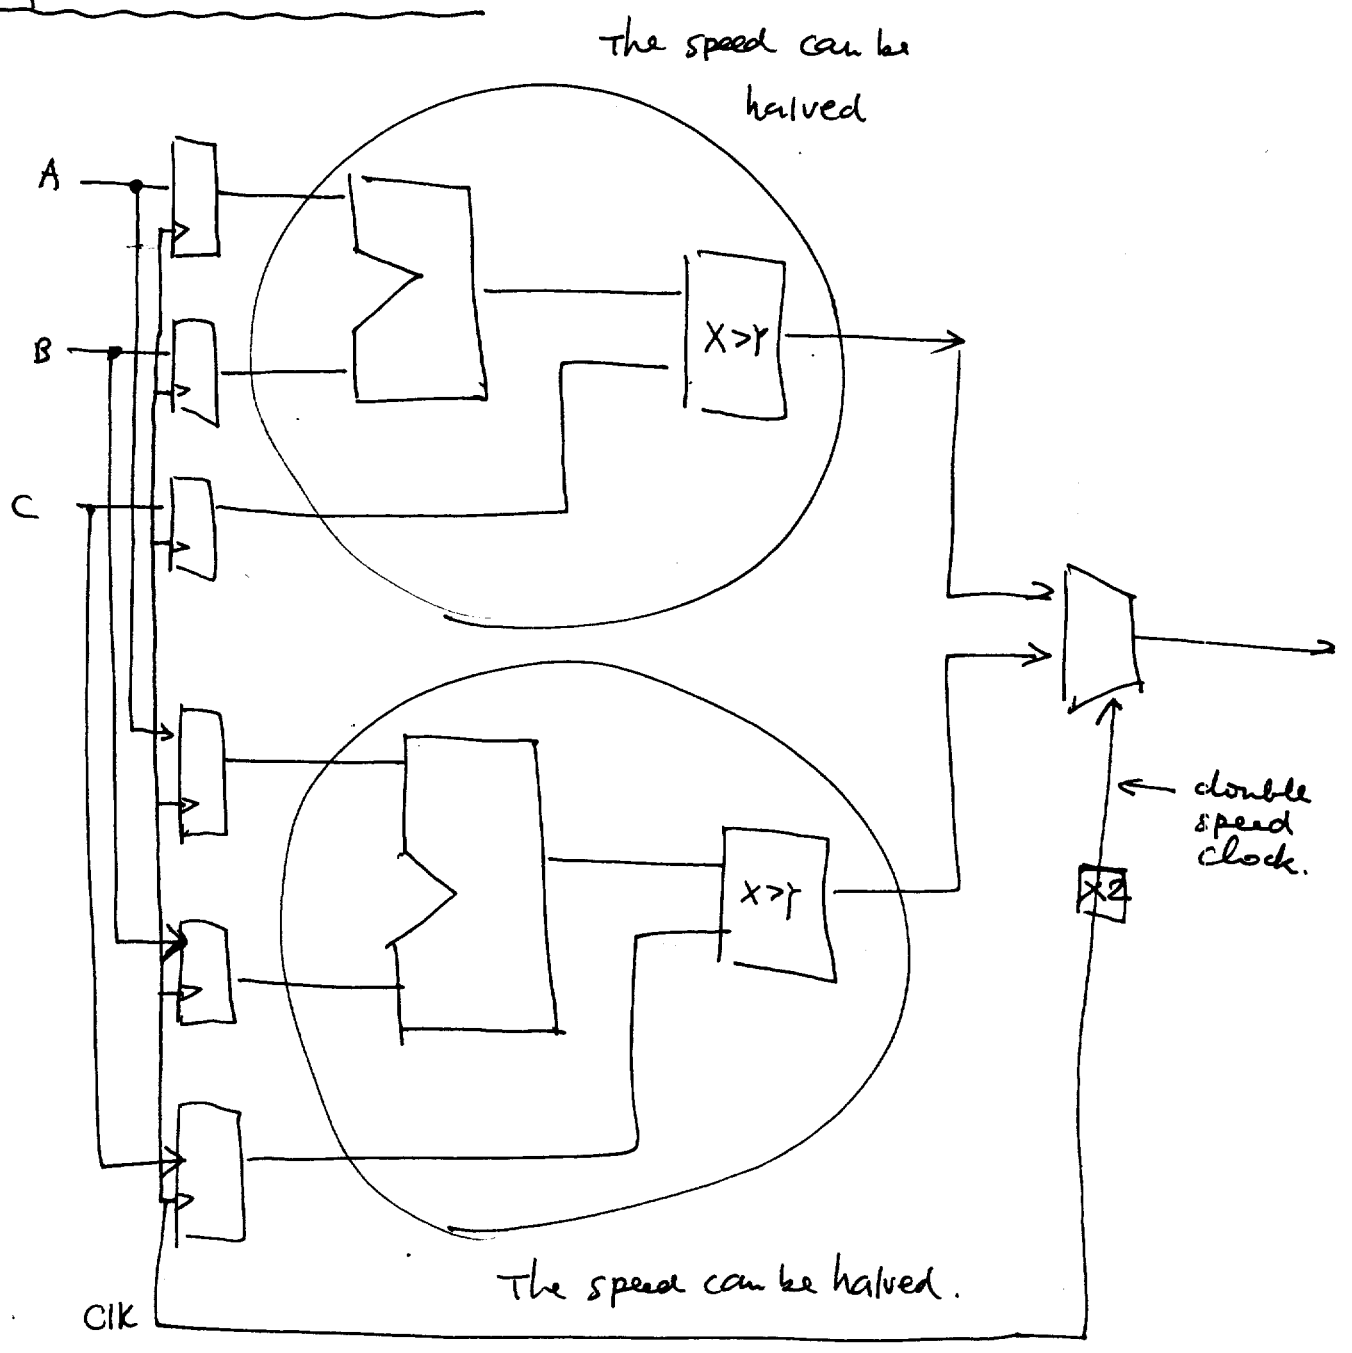 The speed can be
halved
A
B
X>Y
C
double
speed
clock.
X2
X>Y
The speed can be halved.
Clk